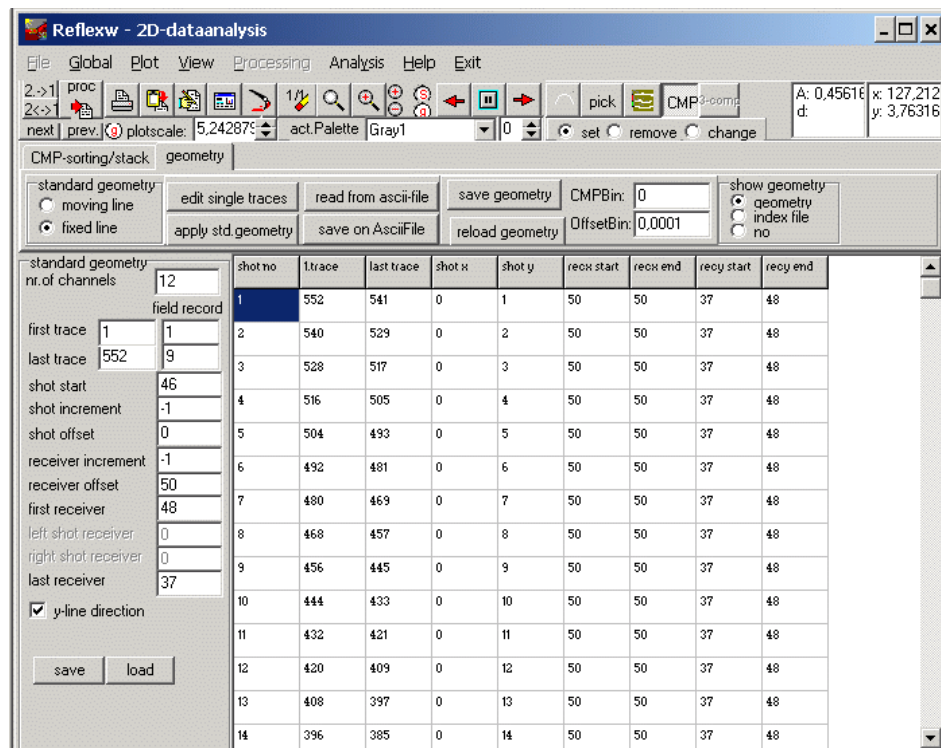 Reflexw - 2D-dataanalysis
File Global Plot View Processing Analysis Help Exit
2.->1 proc 1/2 S g pick CMP 3-comp A: 0,45616 x: 127,212
2<->1 d: y: 3,76316
next prev. g plotscale: 5,242879 act.Palette Gray1 0 set remove change
CMP-sorting/stack geometry
standard geometry edit single traces read from ascii-file save geometry CMPBin: 0 show geometry
moving line geometry
fixed line apply std.geometry save on AsciiFile reload geometry OffsetBin: 0,0001 index file
no
standard geometry shot no 1.trace last trace shot x shot y recx start recx end recy start recy end
nr.of channels 12
1 552 541 0 1 50 50 37 48
field record
first trace 1 1
2 540 529 0 2 50 50 37 48
last trace 552 9
3 528 517 0 3 50 50 37 48
shot start 46
shot increment -1
4 516 505 0 4 50 50 37 48
shot offset 0
5 504 493 0 5 50 50 37 48
receiver increment -1
6 492 481 0 6 50 50 37 48
receiver offset 50
7 480 469 0 7 50 50 37 48
first receiver 48
left shot receiver 0
8 468 457 0 8 50 50 37 48
right shot receiver 0
9 456 445 0 9 50 50 37 48
last receiver 37
10 444 433 0 10 50 50 37 48
y-line direction
11 432 421 0 11 50 50 37 48
save load
12 420 409 0 12 50 50 37 48
13 408 397 0 13 50 50 37 48
14 396 385 0 14 50 50 37 48